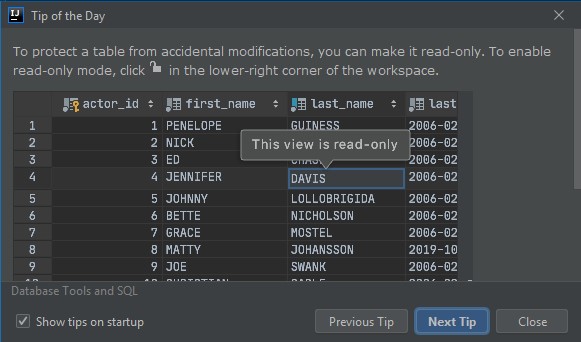 IJ Tip of the Day
To protect a table from accidental modifications, you can make it read-only. To enable
read-only mode, click in the lower-right corner of the workspace.
actor_id first_name last_name last
1 1 PENELOPE GUINESS 2006-02
2 2 NICK 2006-02
This view is read-only
3 3 ED 2006-02
4 4 JENNIFER DAVIS 2006-02
5 5 JOHNNY LOLLOBRIGIDA 2006-02
6 6 BETTE NICHOLSON 2006-02
7 7 GRACE MOSTEL 2006-02
8 8 MATTY JOHANSSON 2019-10
9 9 JOE SWANK 2006-02
Database Tools and SQL
Show tips on startup Previous Tip Next Tip Close